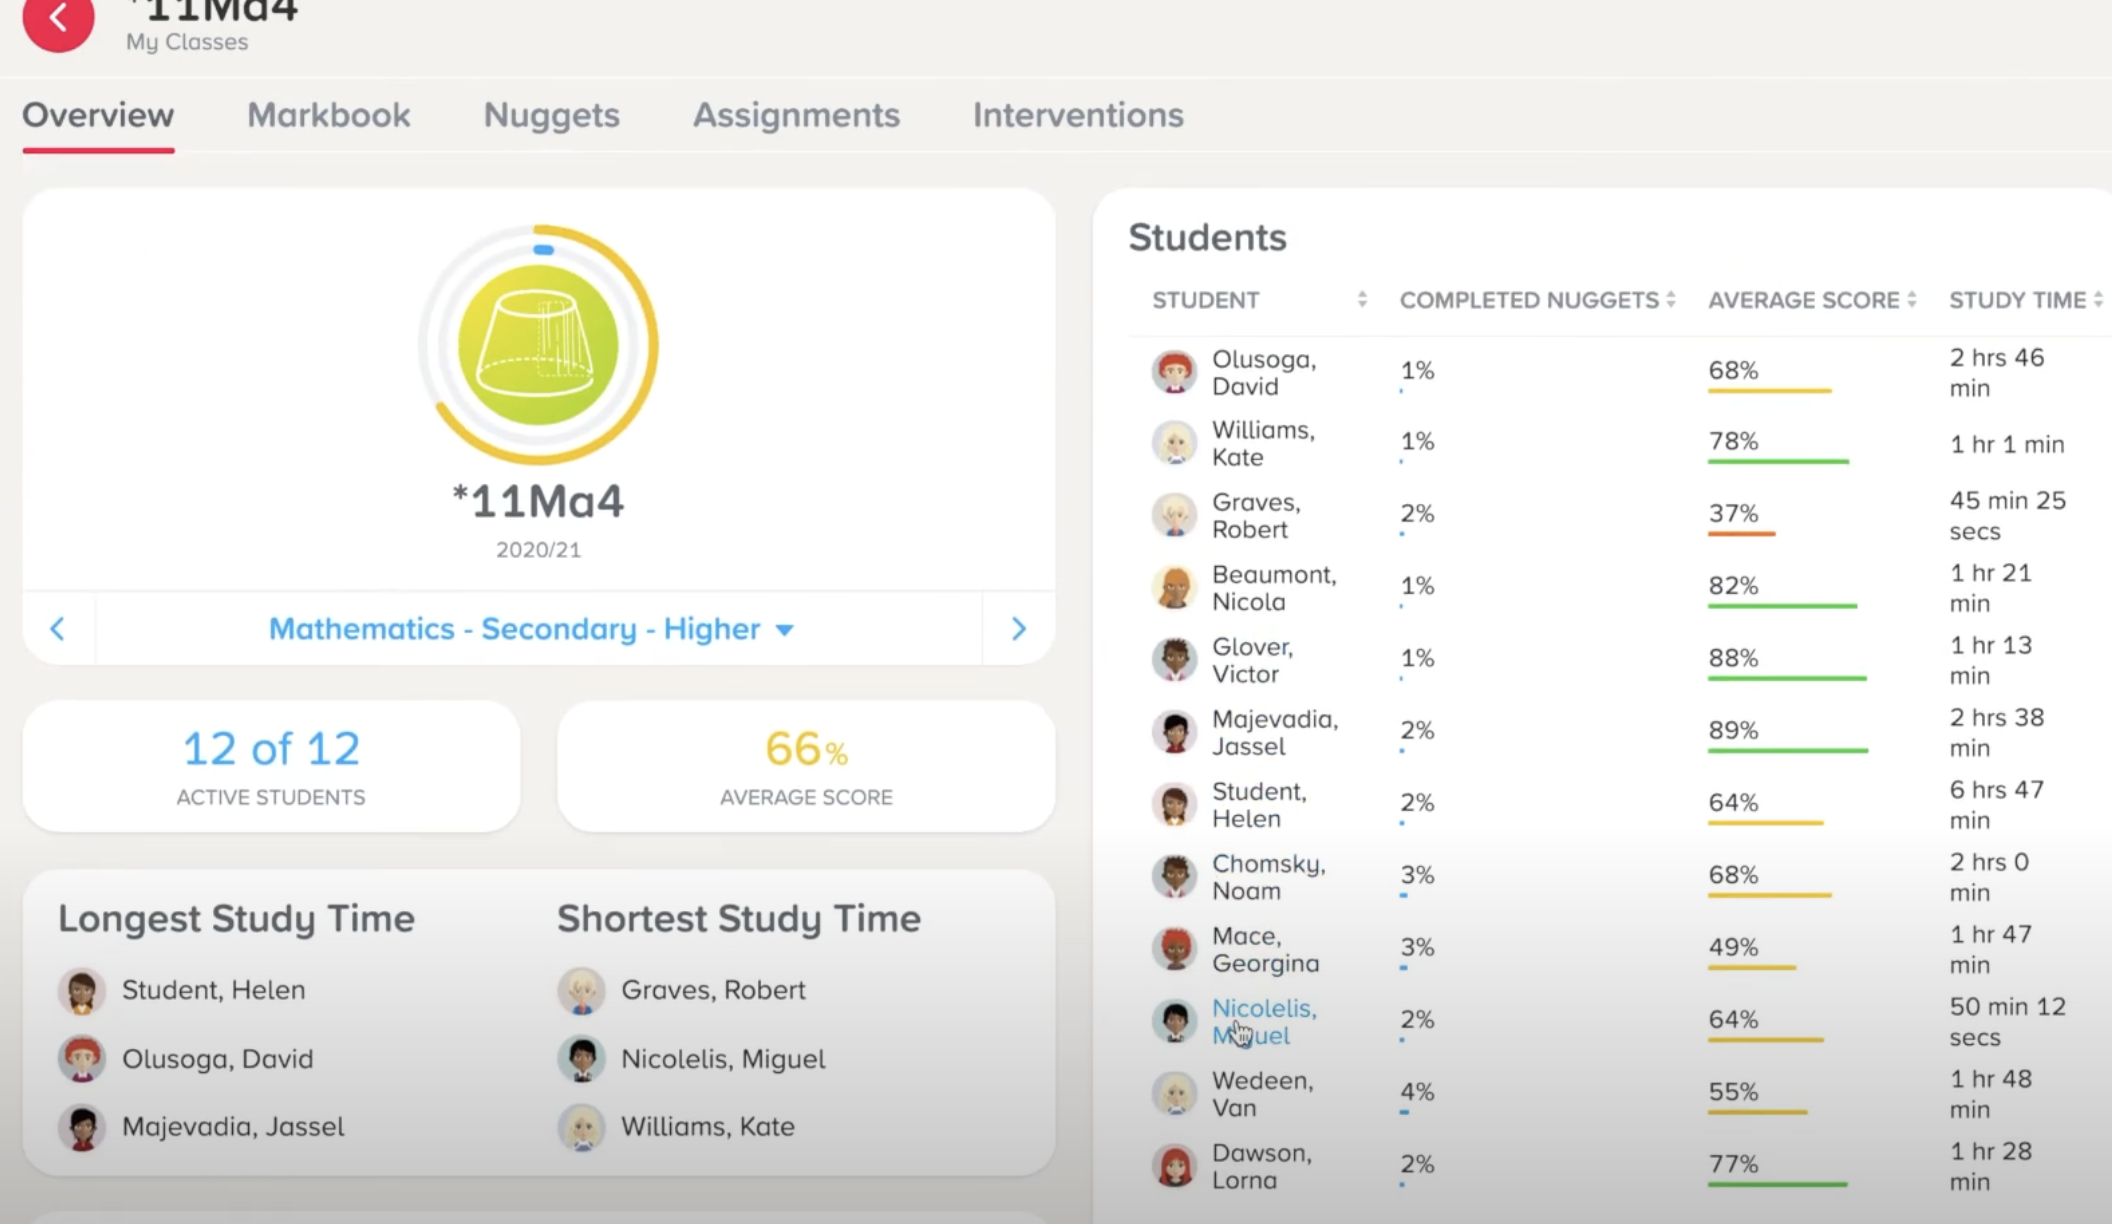 *11Ma4
My Classes
Overview Markbook Nuggets Assignments Interventions
*11Ma4
2020/21
Mathematics - Secondary - Higher
12 of 12
ACTIVE STUDENTS
66%
AVERAGE SCORE
Longest Study Time
Student, Helen
Olusoga, David
Majevadia, Jassel
Shortest Study Time
Graves, Robert
Nicolelis, Miguel
Williams, Kate
Students
STUDENT COMPLETED NUGGETS AVERAGE SCORE STUDY TIME
Olusoga,
David
1%
68%
2 hrs 46
min
Williams,
Kate
1%
78%
1 hr 1 min
Graves,
Robert
2%
37%
45 min 25
secs
Beaumont,
Nicola
1%
82%
1 hr 21
min
Glover,
Victor
1%
88%
1 hr 13
min
Majevadia,
Jassel
2%
89%
2 hrs 38
min
Student,
Helen
2%
64%
6 hrs 47
min
Chomsky,
Noam
3%
68%
2 hrs 0
min
Mace,
Georgina
3%
49%
1 hr 47
min
Nicolelis,
Miguel
2%
64%
50 min 12
secs
Wedeen,
Van
4%
55%
1 hr 48
min
Dawson,
Lorna
2%
77%
1 hr 28
min